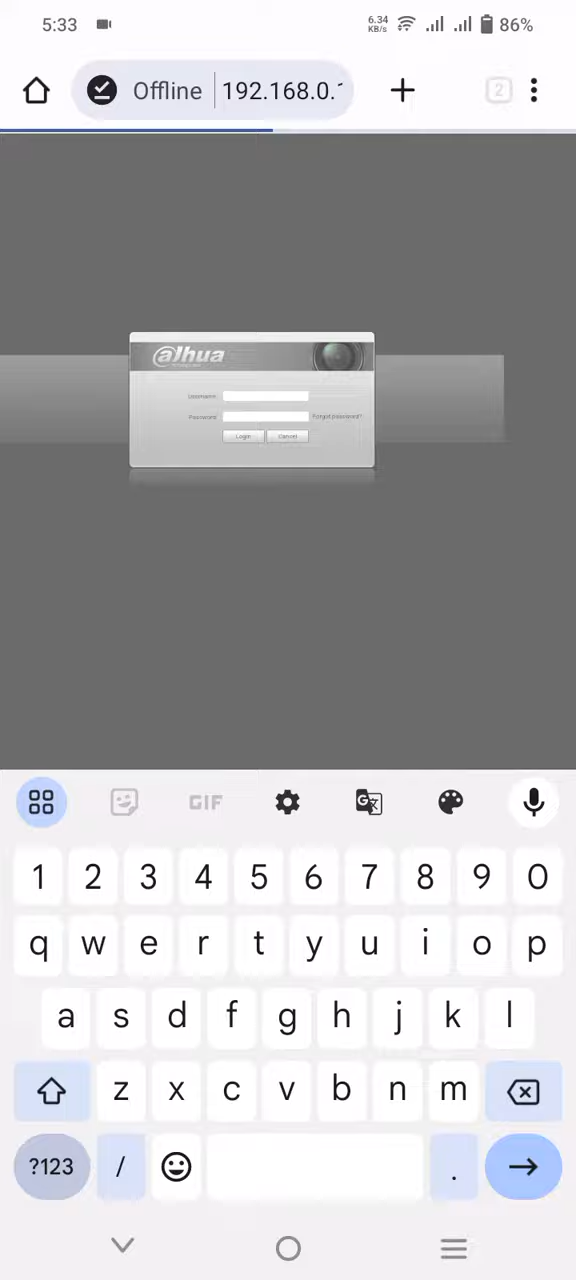 5:33 6.34 KB/s 86%
Offline 192.168.0.
2
alhua
Username:
Password: Forgot password?
Login Cancel
GIF
1 2 3 4 5 6 7 8 9 0
q w e r t y u i o p
a s d f g h j k l
z x c v b n m
?123 / .